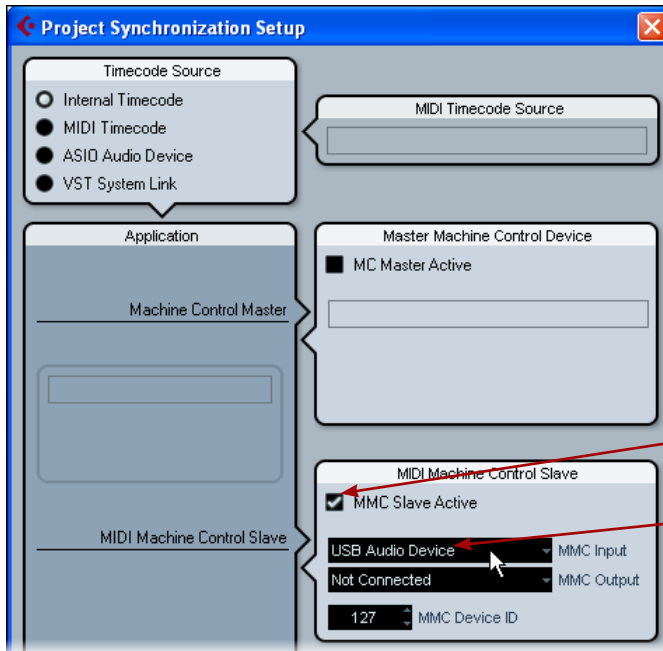 Project Synchronization Setup
Timecode Source
Internal Timecode
MIDI Timecode
ASIO Audio Device
VST System Link
MIDI Timecode Source
Application
Machine Control Master
MIDI Machine Control Slave
Master Machine Control Device
MC Master Active
MIDI Machine Control Slave
MMC Slave Active
USB Audio Device MMC Input
Not Connected MMC Output
127 MMC Device ID